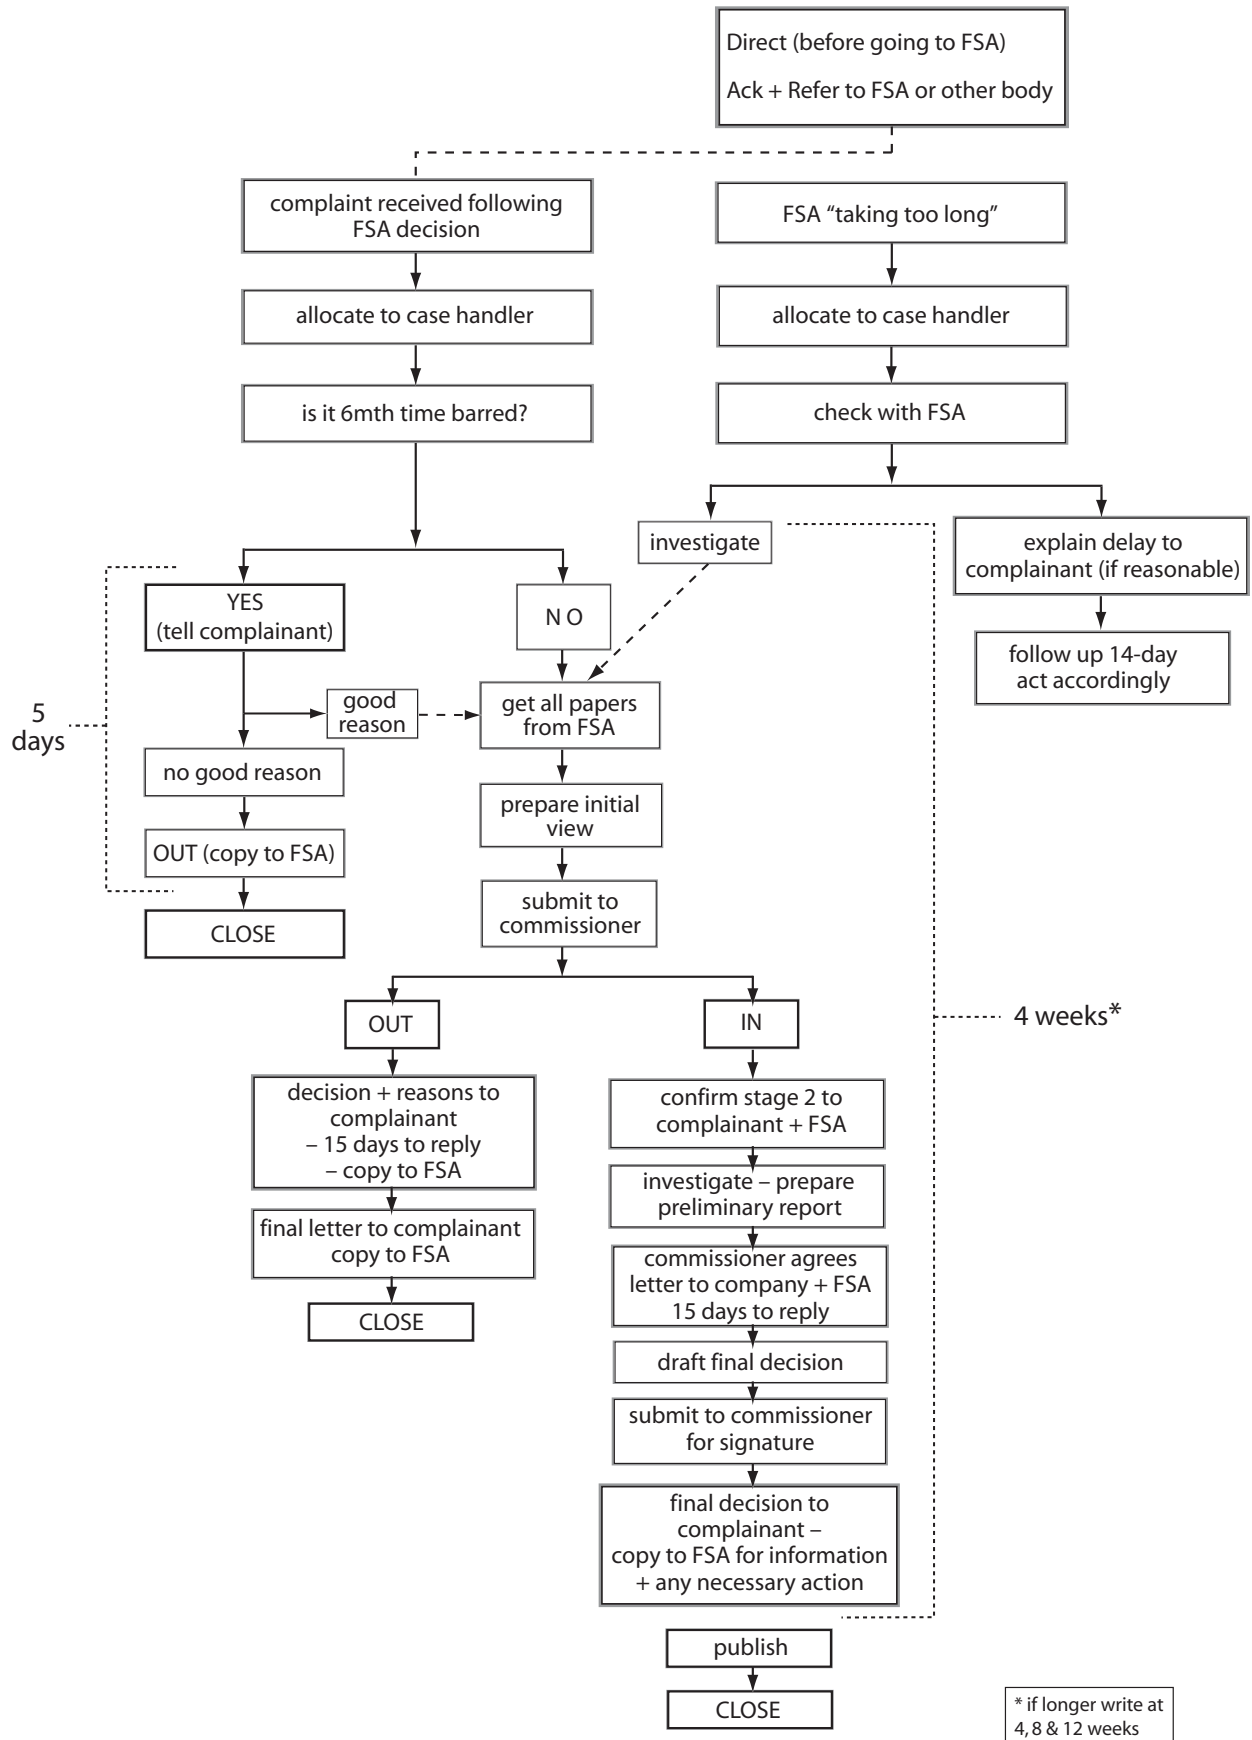 Direct (before going to FSA)
Ack + Refer to FSA or other body
complaint received following
FSA decision
FSA “taking too long”
allocate to case handler
allocate to case handler
is it 6mth time barred?
check with FSA
investigate
explain delay to
complainant (if reasonable)
YES
(tell complainant)
N O
follow up 14-day
act accordingly
5
days
good
reason
get all papers
from FSA
no good reason
prepare initial
view
OUT (copy to FSA)
submit to
commissioner
CLOSE
OUT
IN
4 weeks*
decision + reasons to
complainant
– 15 days to reply
– copy to FSA
confirm stage 2 to
complainant + FSA
final letter to complainant
copy to FSA
investigate – prepare
preliminary report
CLOSE
commissioner agrees
letter to company + FSA
15 days to reply
draft final decision
submit to commissioner
for signature
final decision to
complainant –
copy to FSA for information
+ any necessary action
publish
CLOSE
* if longer write at
4, 8 & 12 weeks